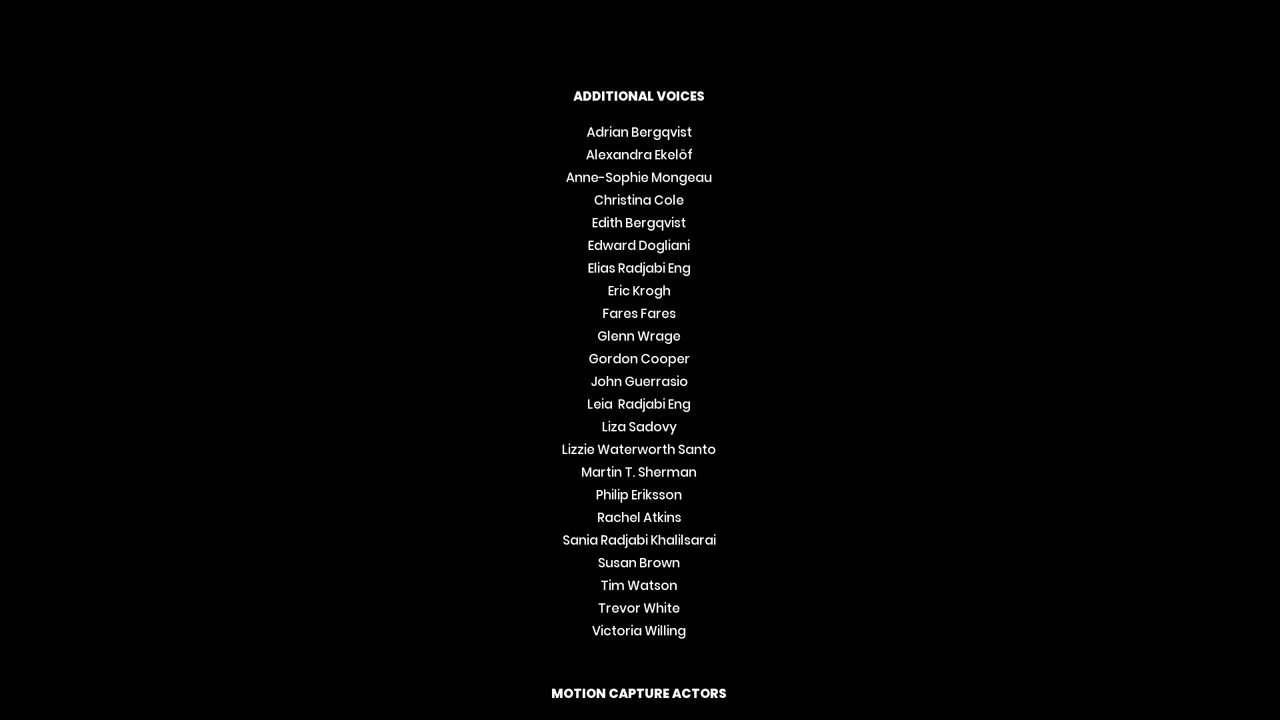 ADDITIONAL VOICES
Adrian Bergqvist
Alexandra Ekelöf
Anne-Sophie Mongeau
Christina Cole
Edith Bergqvist
Edward Dogliani
Elias Radjabi Eng
Eric Krogh
Fares Fares
Glenn Wrage
Gordon Cooper
John Guerrasio
Leia  Radjabi Eng
Liza Sadovy
Lizzie Waterworth Santo
Martin T. Sherman
Philip Eriksson
Rachel Atkins
Sania Radjabi Khalilsarai
Susan Brown
Tim Watson
Trevor White
Victoria Willing
MOTION CAPTURE ACTORS